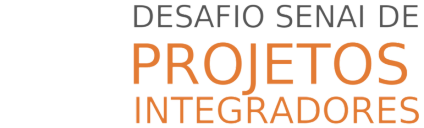 DESAFIO SENAI DE
PROJETOS
INTEGRADORES